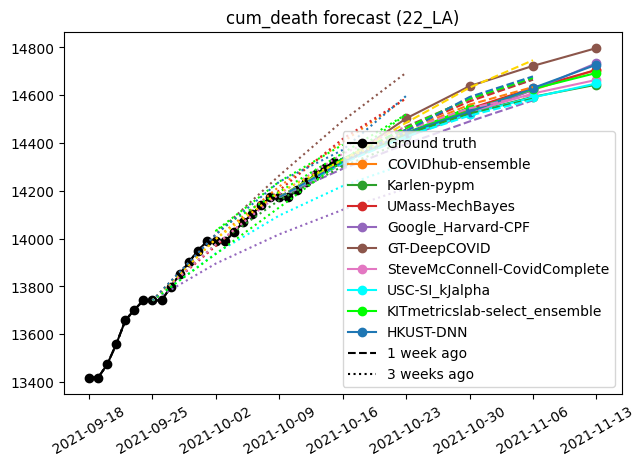 cum_death forecast (22_LA)
14800
14600
14400
14200
14000
13800
13600
13400
Ground truth
COVIDhub-ensemble
Karlen-pypm
UMass-MechBayes
Google_Harvard-CPF
GT-DeepCOVID
SteveMcConnell-CovidComplete
USC-SI_kJalpha
KITmetricslab-select_ensemble
HKUST-DNN
1 week ago
3 weeks ago
2021-09-18
2021-09-25
2021-10-02
2021-10-09
2021-10-16
2021-10-23
2021-10-30
2021-11-06
2021-11-13